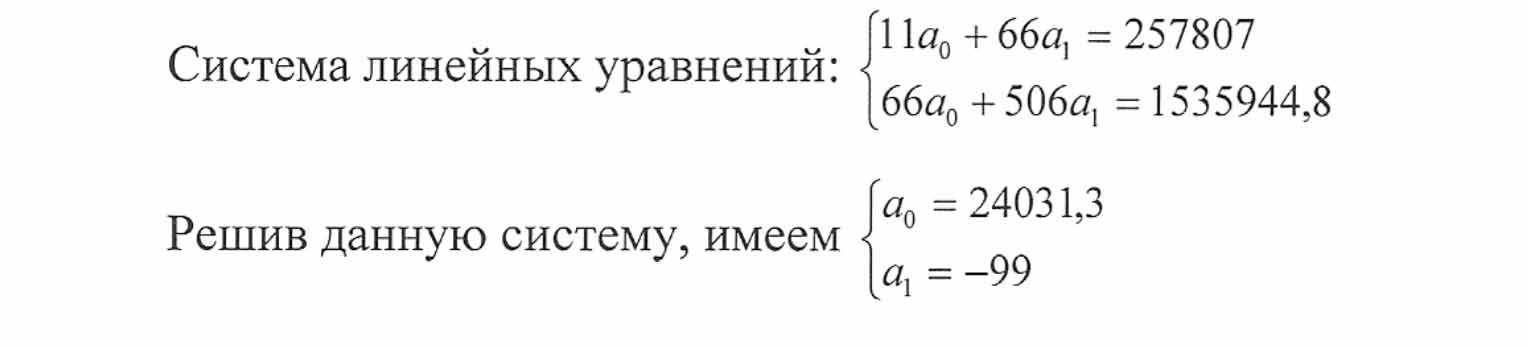 Система линейных уравнений: {11a₀ + 66a₁ = 257807
66a₀ + 506a₁ = 1535944,8
Решив данную систему, имеем {a₀ = 24031,3
a₁ = −99